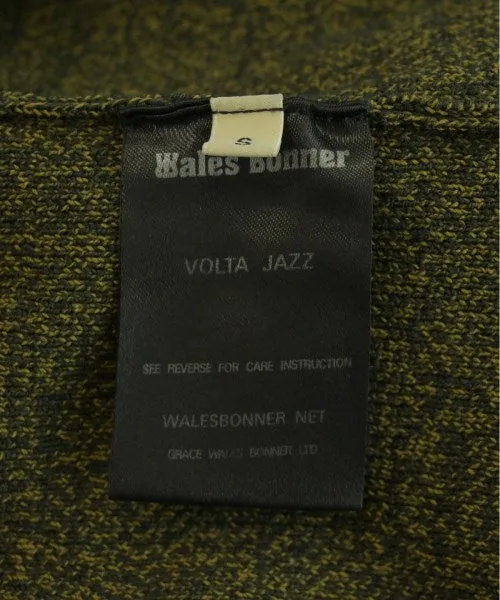 S
Wales Bonner
VOLTA JAZZ
SEE REVERSE FOR CARE INSTRUCTION
WALESBONNER NET
GRACE WALES BONNER LTD